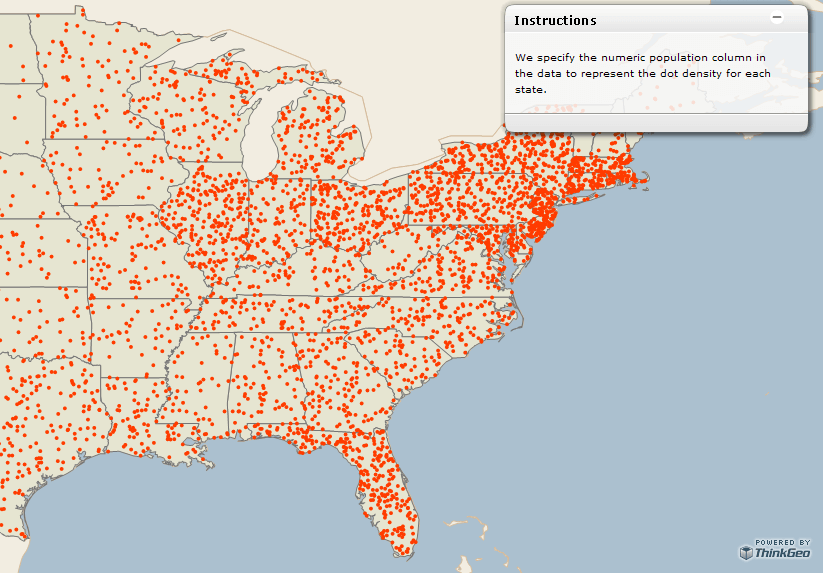 Instructions
We specify the numeric population column in
the data to represent the dot density for each
state.
POWERED BY
ThinkGeo